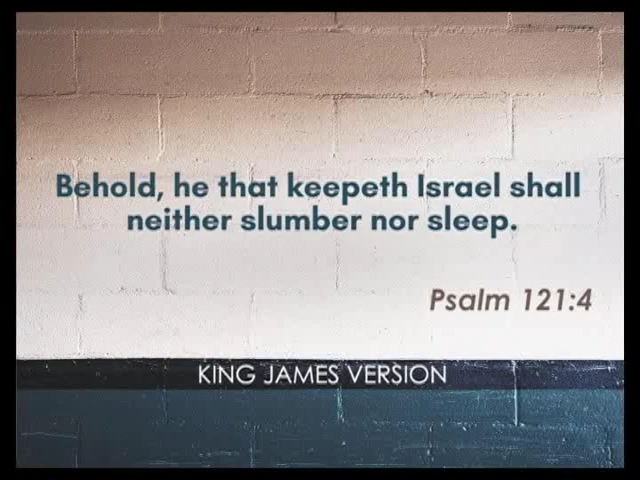 Behold, he that keepeth Israel shall
neither slumber nor sleep.
Psalm 121:4
KING JAMES VERSION